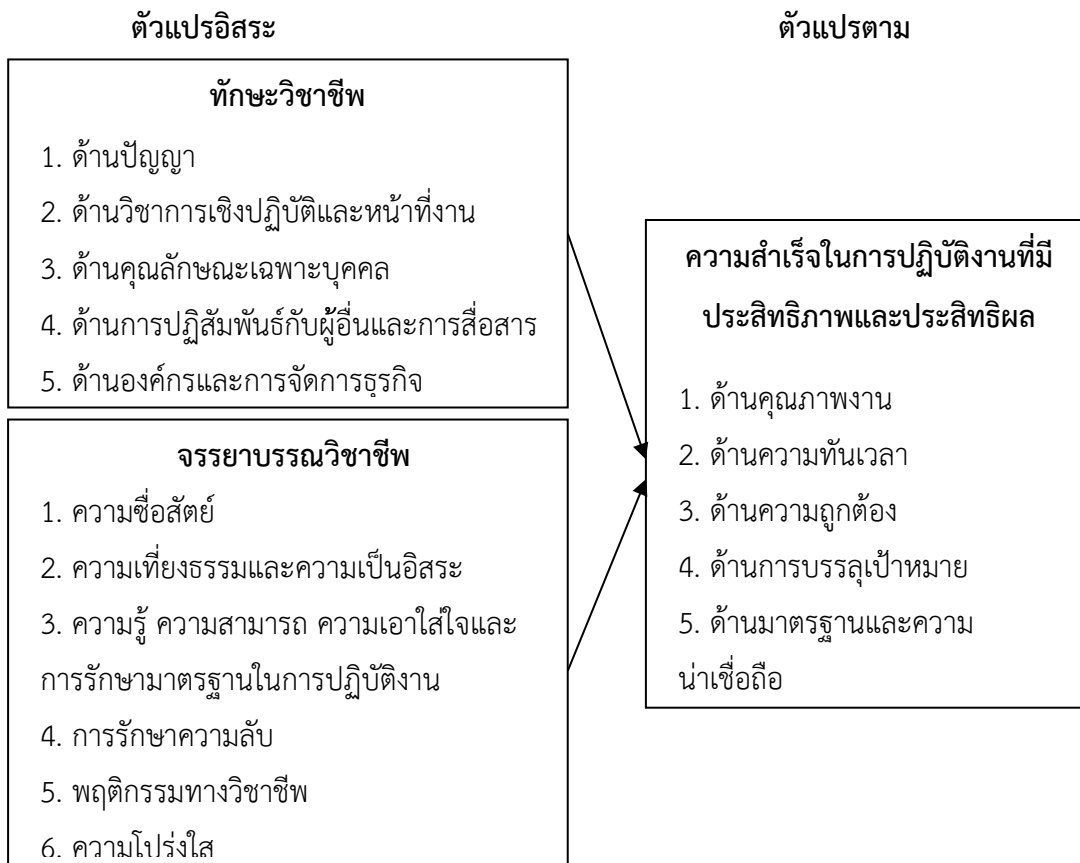 ตัวแปรอิสระ
ตัวแปรตาม
ทักษะวิชาชีพ
1. ด้านปัญญา
2. ด้านวิชาการเชิงปฏิบัติและหน้าที่งาน
3. ด้านคุณลักษณะเฉพาะบุคคล
4. ด้านการปฏิสัมพันธ์กับผู้อื่นและการสื่อสาร
5. ด้านองค์กรและการจัดการธุรกิจ
จรรยาบรรณวิชาชีพ
1. ความซื่อสัตย์
2. ความเที่ยงธรรมและความเป็นอิสระ
3. ความรู้ ความสามารถ ความเอาใส่ใจและ
การรักษามาตรฐานในการปฏิบัติงาน
4. การรักษาความลับ
5. พฤติกรรมทางวิชาชีพ
6. ความโปร่งใส
ความสำเร็จในการปฏิบัติงานที่มี
ประสิทธิภาพและประสิทธิผล
1. ด้านคุณภาพงาน
2. ด้านความทันเวลา
3. ด้านความถูกต้อง
4. ด้านการบรรลุเป้าหมาย
5. ด้านมาตรฐานและความ
น่าเชื่อถือ